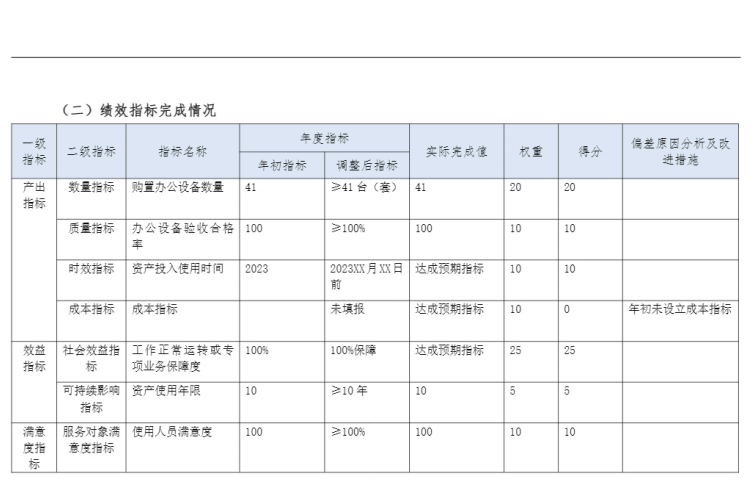 （二）绩效指标完成情况
一级指标 二级指标 指标名称 年度指标 实际完成值 权重 得分 偏差原因分析及改进措施
年初指标 调整后指标
产出指标 数量指标 购置办公设备数量 41 ≥41台（套） 41 20 20
质量指标 办公设备验收合格率 100 ≥100% 100 10 10
时效指标 资产投入使用时间 2023 2023XX月XX日前 达成预期指标 10 10
成本指标 成本指标 未填报 达成预期指标 10 0 年初未设立成本指标
效益指标 社会效益指标 工作正常运转或专项业务保障度 100% 100%保障 达成预期指标 25 25
可持续影响指标 资产使用年限 10 ≥10年 10 5 5
满意度指标 服务对象满意度指标 使用人员满意度 100 ≥100% 100 10 10